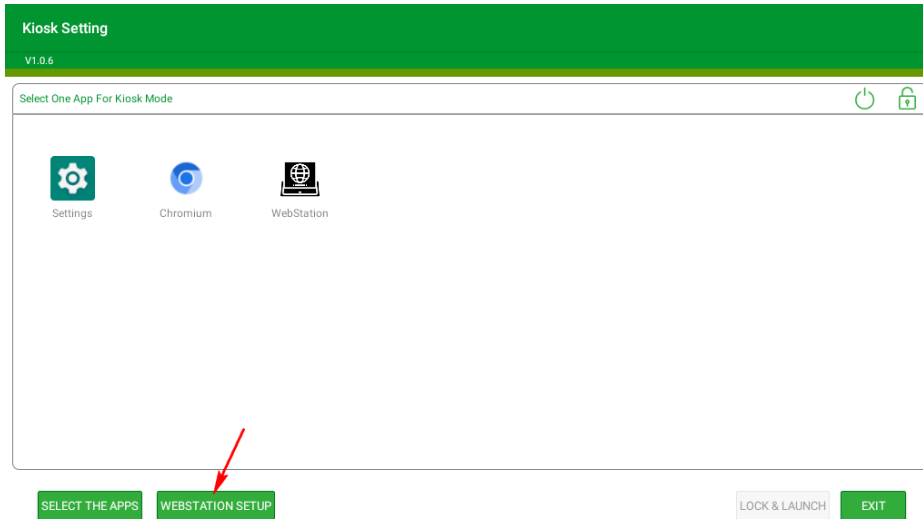 Kiosk Setting
V1.0.6
Select One App For Kiosk Mode
Settings
Chromium
WebStation
SELECT THE APPS
WEBSTATION SETUP
LOCK & LAUNCH
EXIT